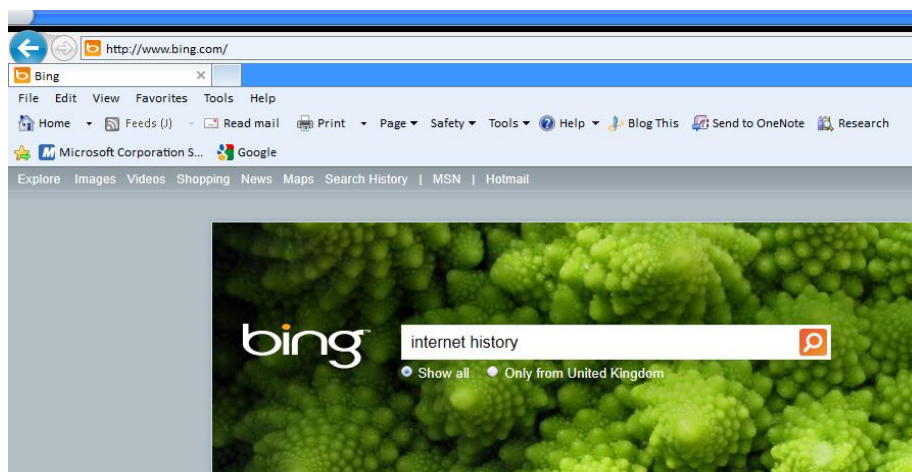 http://www.bing.com/
Bing
File Edit View Favorites Tools Help
Home Feeds (J) Read mail Print Page Safety Tools Help Blog This Send to OneNote Research
Microsoft Corporation S... Google
Explore Images Videos Shopping News Maps Search History | MSN | Hotmail
bing™ internet history
Show all Only from United Kingdom